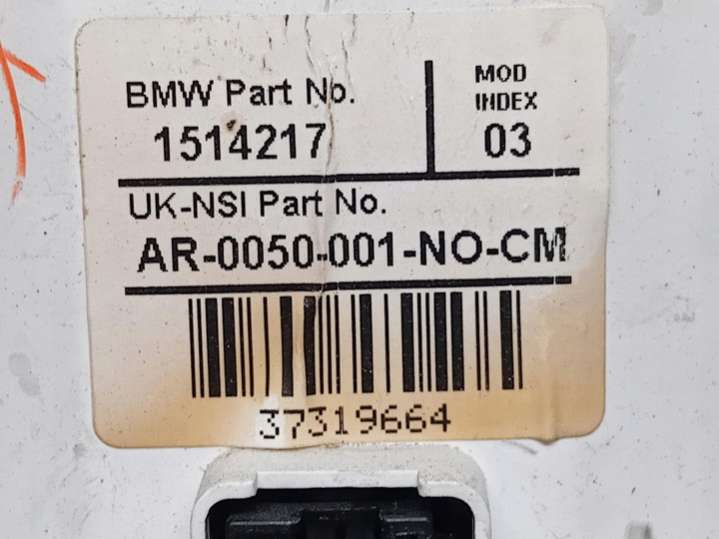 BMW Part No.
1514217
MOD
INDEX
03
UK-NSI Part No.
AR-0050-001-NO-CM
37319664